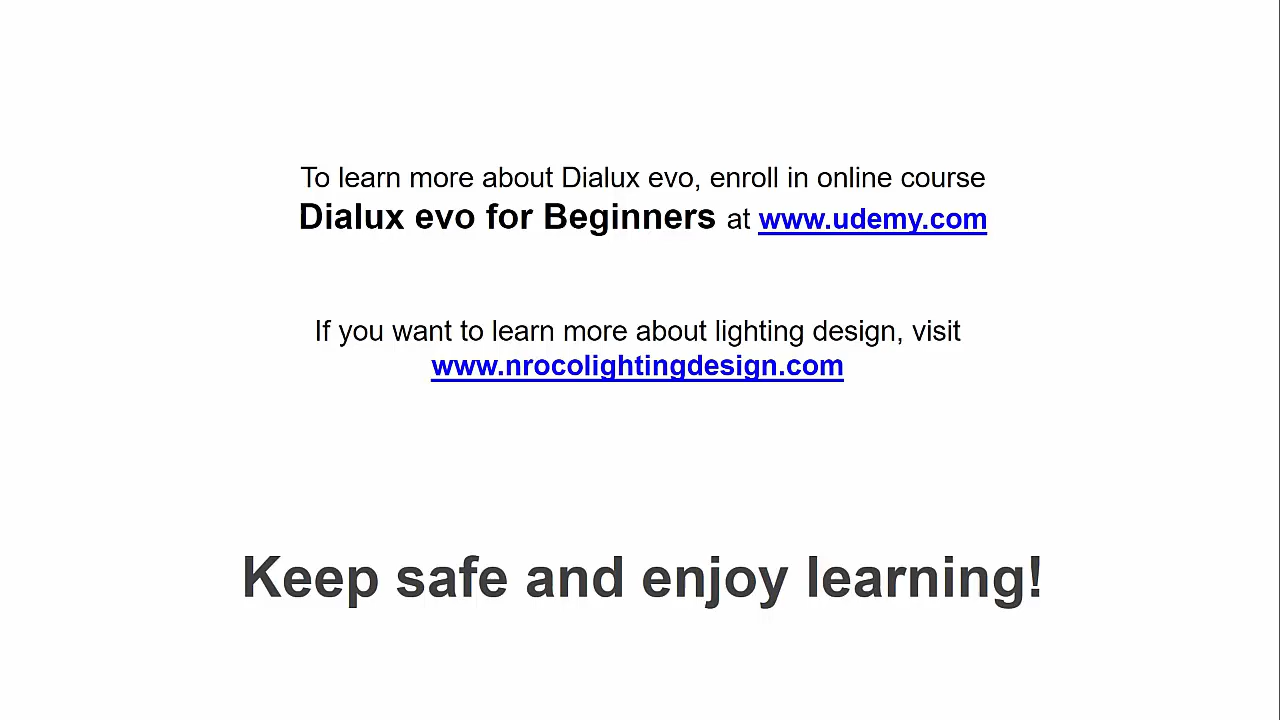 To learn more about Dialux evo, enroll in online course
Dialux evo for Beginners at www.udemy.com
If you want to learn more about lighting design, visit
www.nrocolightingdesign.com
Keep safe and enjoy learning!